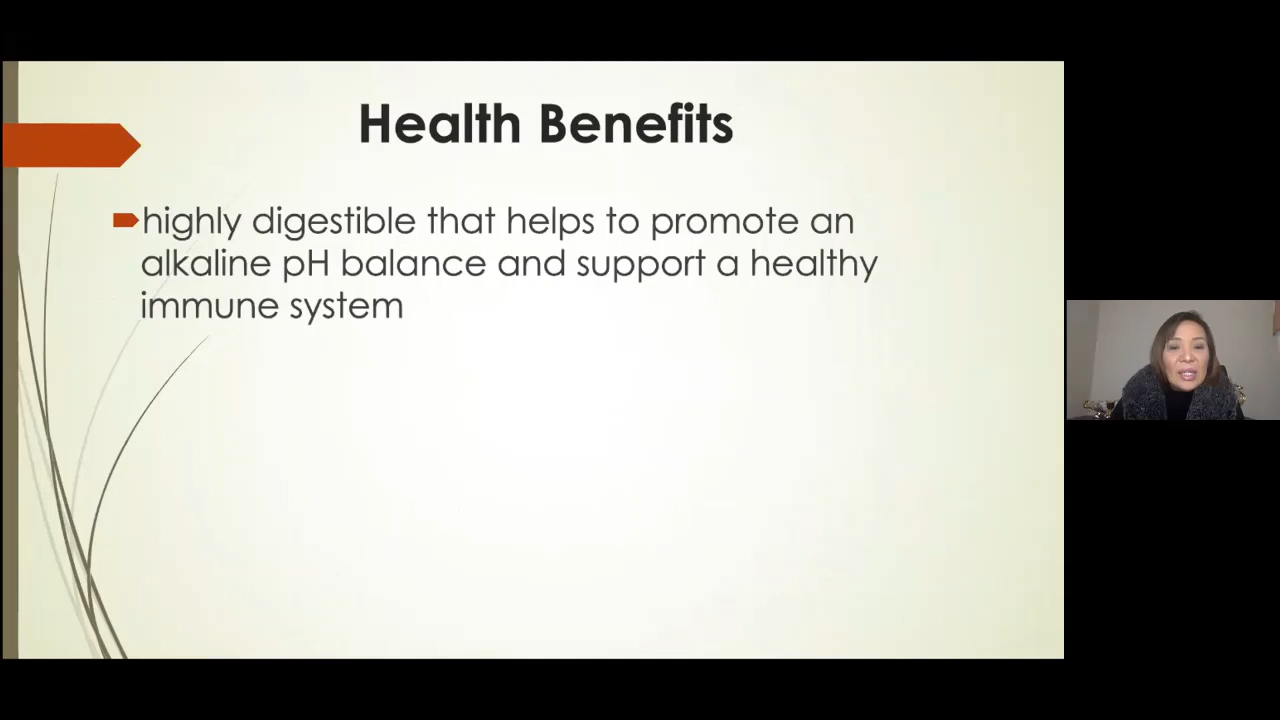 Health Benefits
highly digestible that helps to promote an
alkaline pH balance and support a healthy
immune system